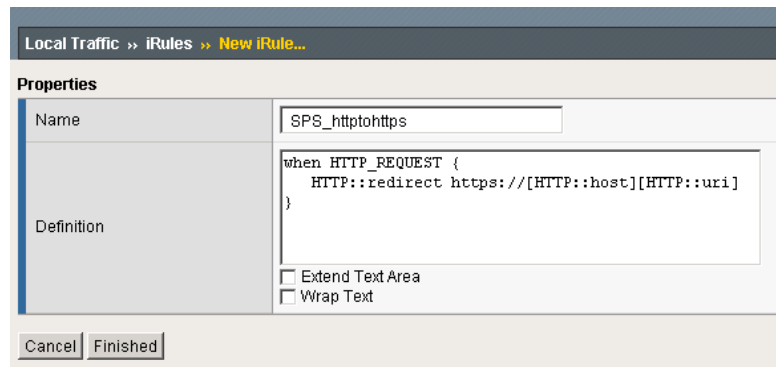 Local Traffic » iRules » New iRule...
Properties
Name
SPS_httptohttps
Definition
when HTTP_REQUEST {
   HTTP::redirect https://[HTTP::host][HTTP::uri]
}
Extend Text Area
Wrap Text
Cancel Finished